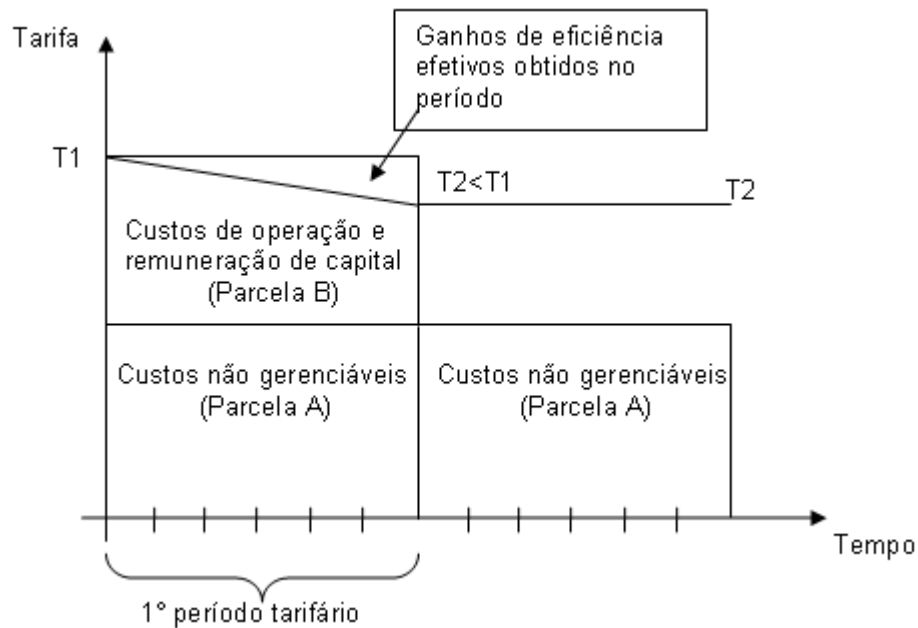 Tarifa
Ganhos de eficiência
efetivos obtidos no
período
T1
T2<T1
T2
Custos de operação e
remuneração de capital
(Parcela B)
Custos não gerenciáveis
(Parcela A)
Custos não gerenciáveis
(Parcela A)
Tempo
1° período tarifário